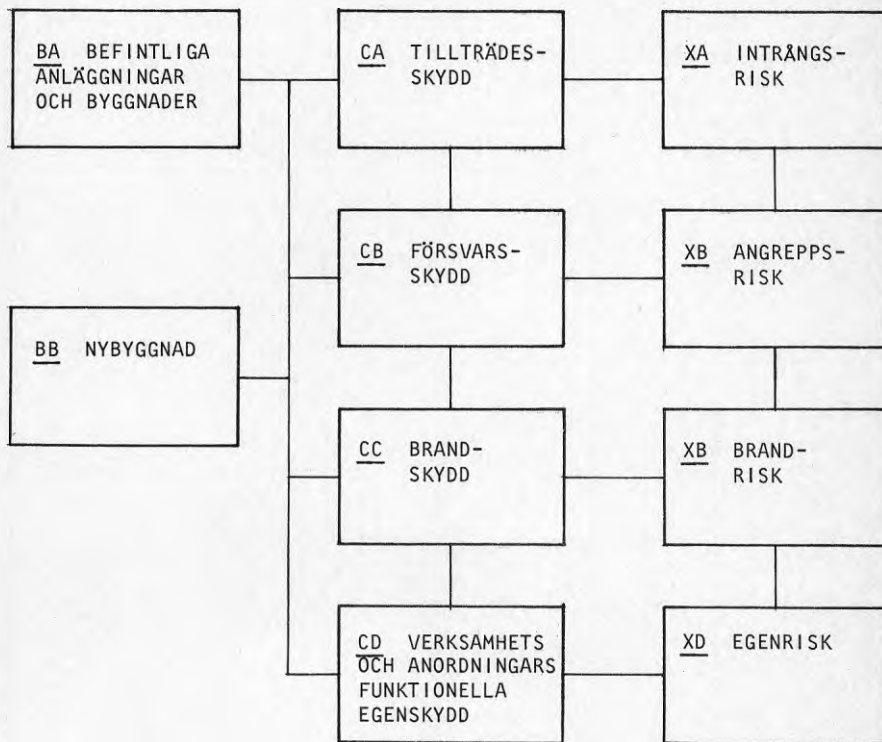 BA BEFINTLIGA
ANLÄGGNINGAR
OCH BYGGNADER
CA TILLTRÄDES-
SKYDD
XA INTRÅNGS-
RISK
CB FÖRSVARS-
SKYDD
XB ANGREPPS-
RISK
BB NYBYGGNAD
CC BRAND-
SKYDD
XB BRAND-
RISK
CD VERKSAMHETS
OCH ANORDNINGARS
FUNKTIONELLA
EGENSKYDD
XD EGENRISK